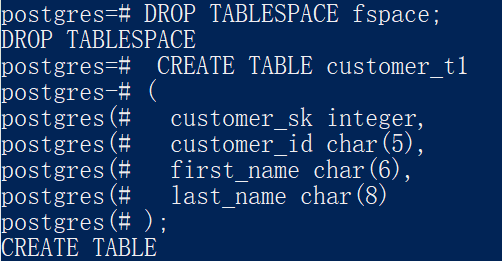 postgres=# DROP TABLESPACE fspace;
DROP TABLESPACE
postgres=#  CREATE TABLE customer_t1
postgres-# (
postgres(#   customer_sk integer,
postgres(#   customer_id char(5),
postgres(#   first_name char(6),
postgres(#   last_name char(8)
postgres(# );
CREATE TABLE